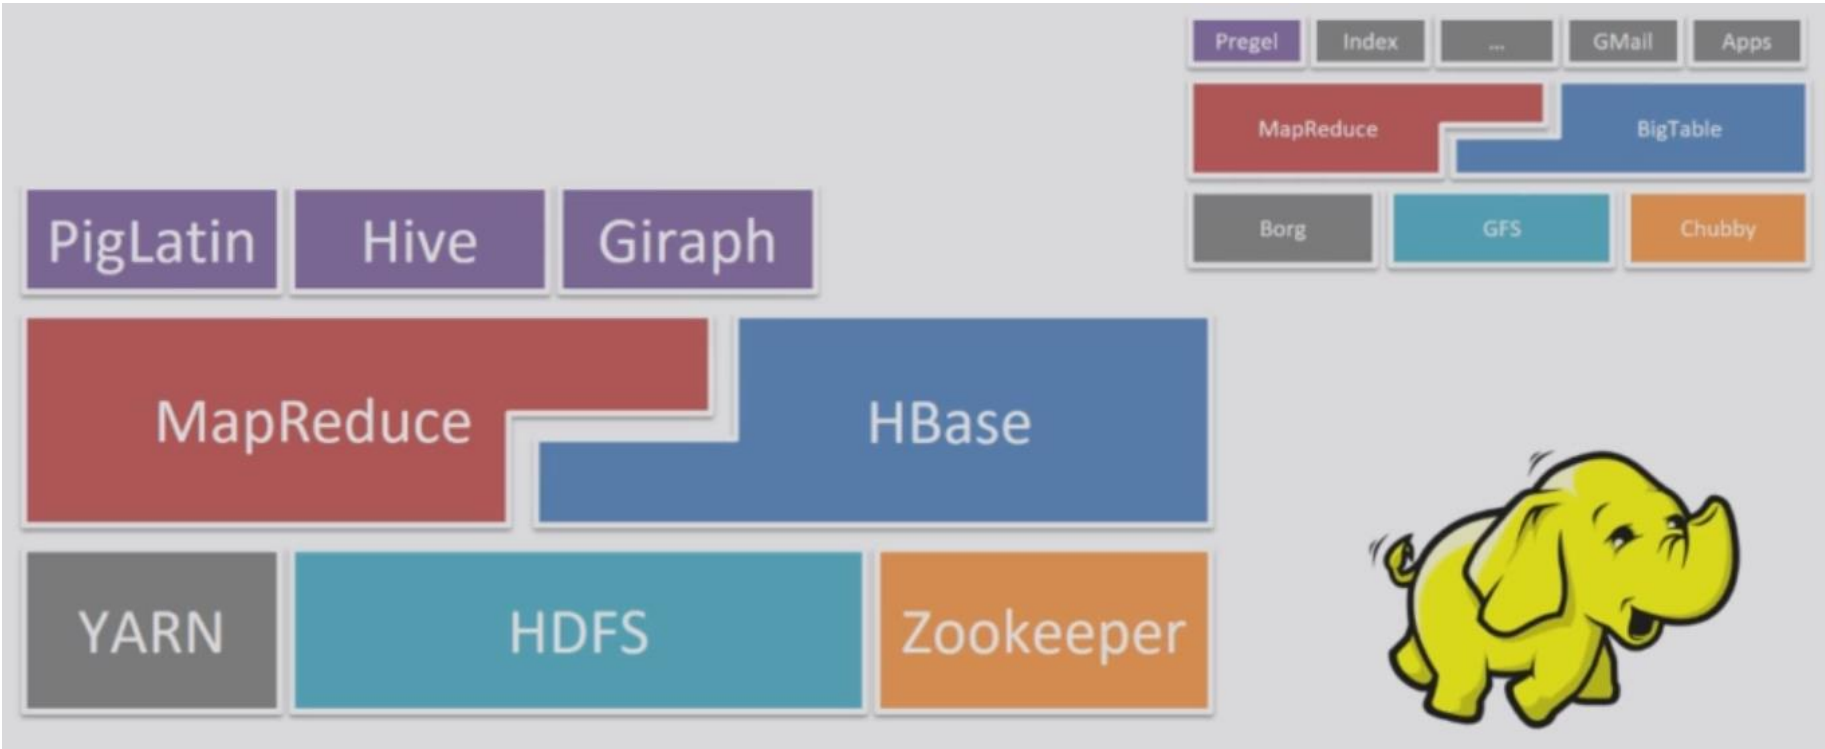 Pregel Index ... GMail Apps
MapReduce BigTable
Borg GFS Chubby
PigLatin Hive Giraph
MapReduce HBase
YARN HDFS Zookeeper